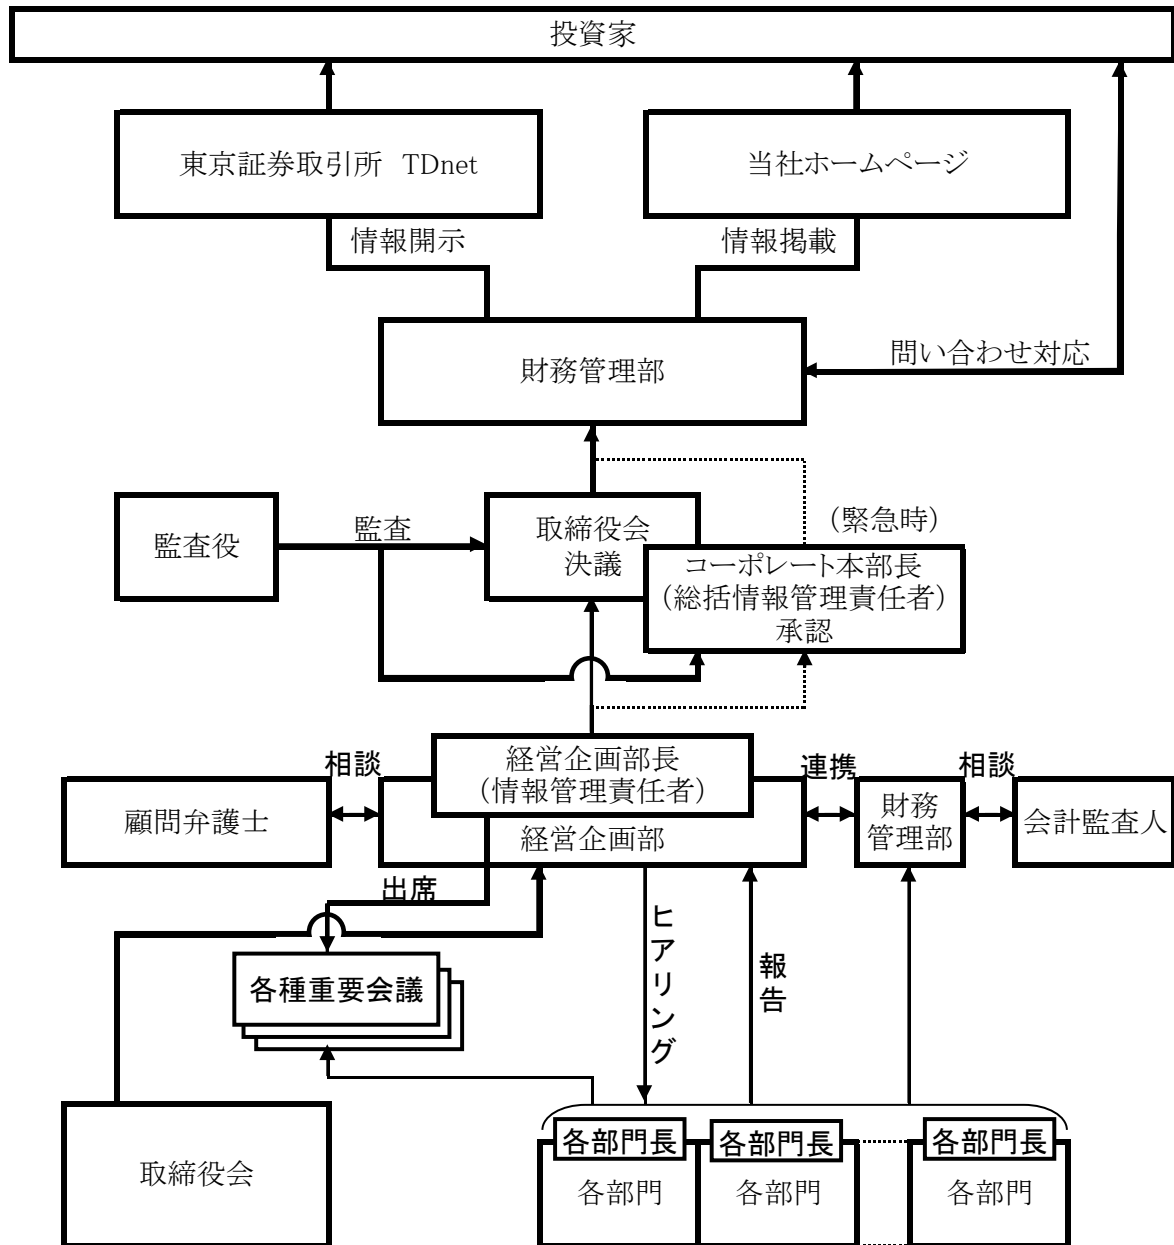 投資家
東京証券取引所　TDnet
当社ホームページ
情報開示
情報掲載
財務管理部
問い合わせ対応
監査役
監査
取締役会
決議
（緊急時）
コーポレート本部長
（総括情報管理責任者）
承認
経営企画部長
（情報管理責任者）
相談
連携
相談
顧問弁護士
経営企画部
財務
管理部
会計監査人
出席
ヒアリング
報告
各種重要会議
各部門長
各部門長
各部門長
取締役会
各部門
各部門
各部門